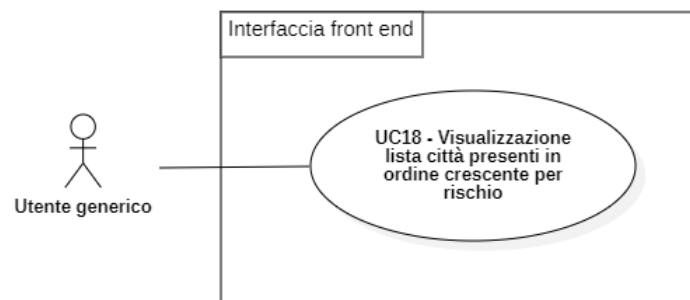 Interfaccia front end
UC18 - Visualizzazione
lista città presenti in
ordine crescente per
rischio
Utente generico